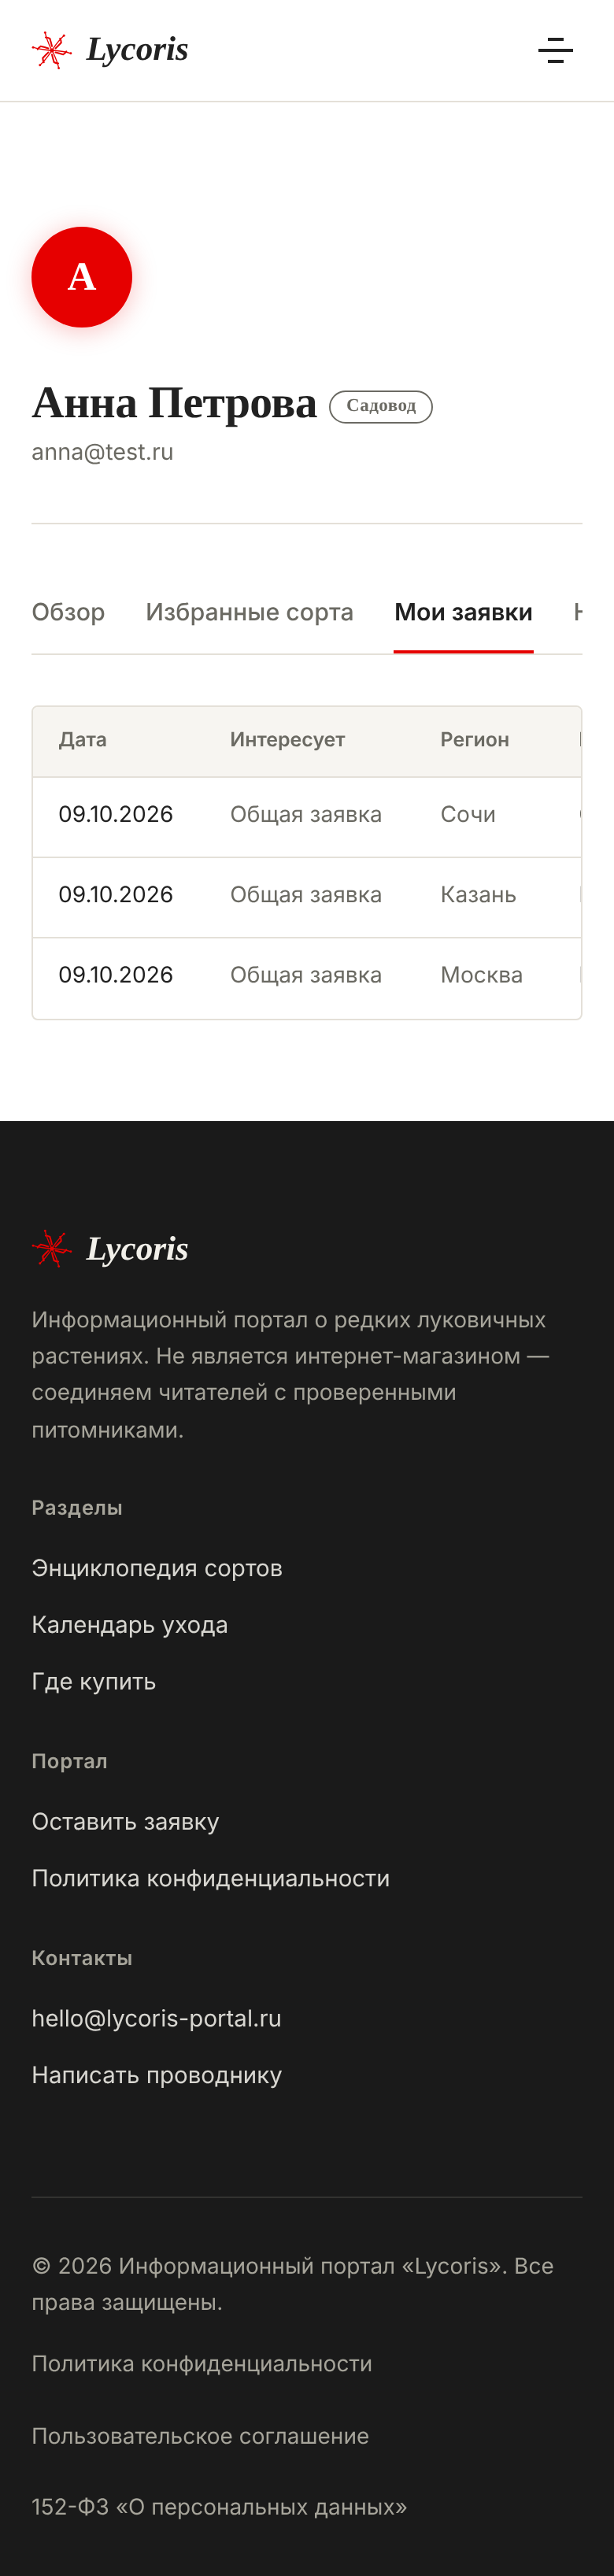 Lycoris
А
Анна Петрова Садовод
anna@test.ru
Обзор Избранные сорта Мои заявки
Дата Интересует Регион
09.10.2026 Общая заявка Сочи
09.10.2026 Общая заявка Казань
09.10.2026 Общая заявка Москва
Lycoris
Информационный портал о редких луковичных
растениях. Не является интернет-магазином —
соединяем читателей с проверенными
питомниками.
Разделы
Энциклопедия сортов
Календарь ухода
Где купить
Портал
Оставить заявку
Политика конфиденциальности
Контакты
hello@lycoris-portal.ru
Написать проводнику
© 2026 Информационный портал «Lycoris». Все
права защищены.
Политика конфиденциальности
Пользовательское соглашение
152-ФЗ «О персональных данных»